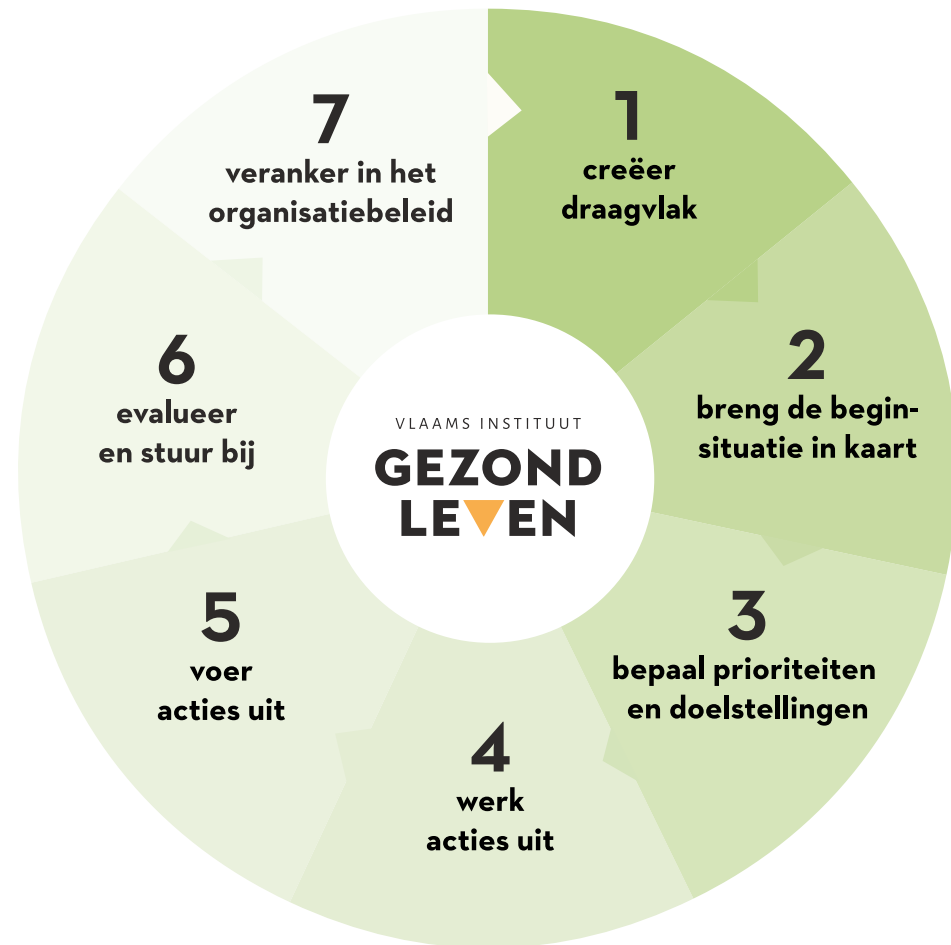 1
creëer
draagvlak
2
breng de begin-
situatie in kaart
3
bepaal prioriteiten
en doelstellingen
4
werk
acties uit
5
voer
acties uit
6
evalueer
en stuur bij
7
veranker in het
organisatiebeleid
VLAAMS INSTITUUT
GEZOND
LEVEN